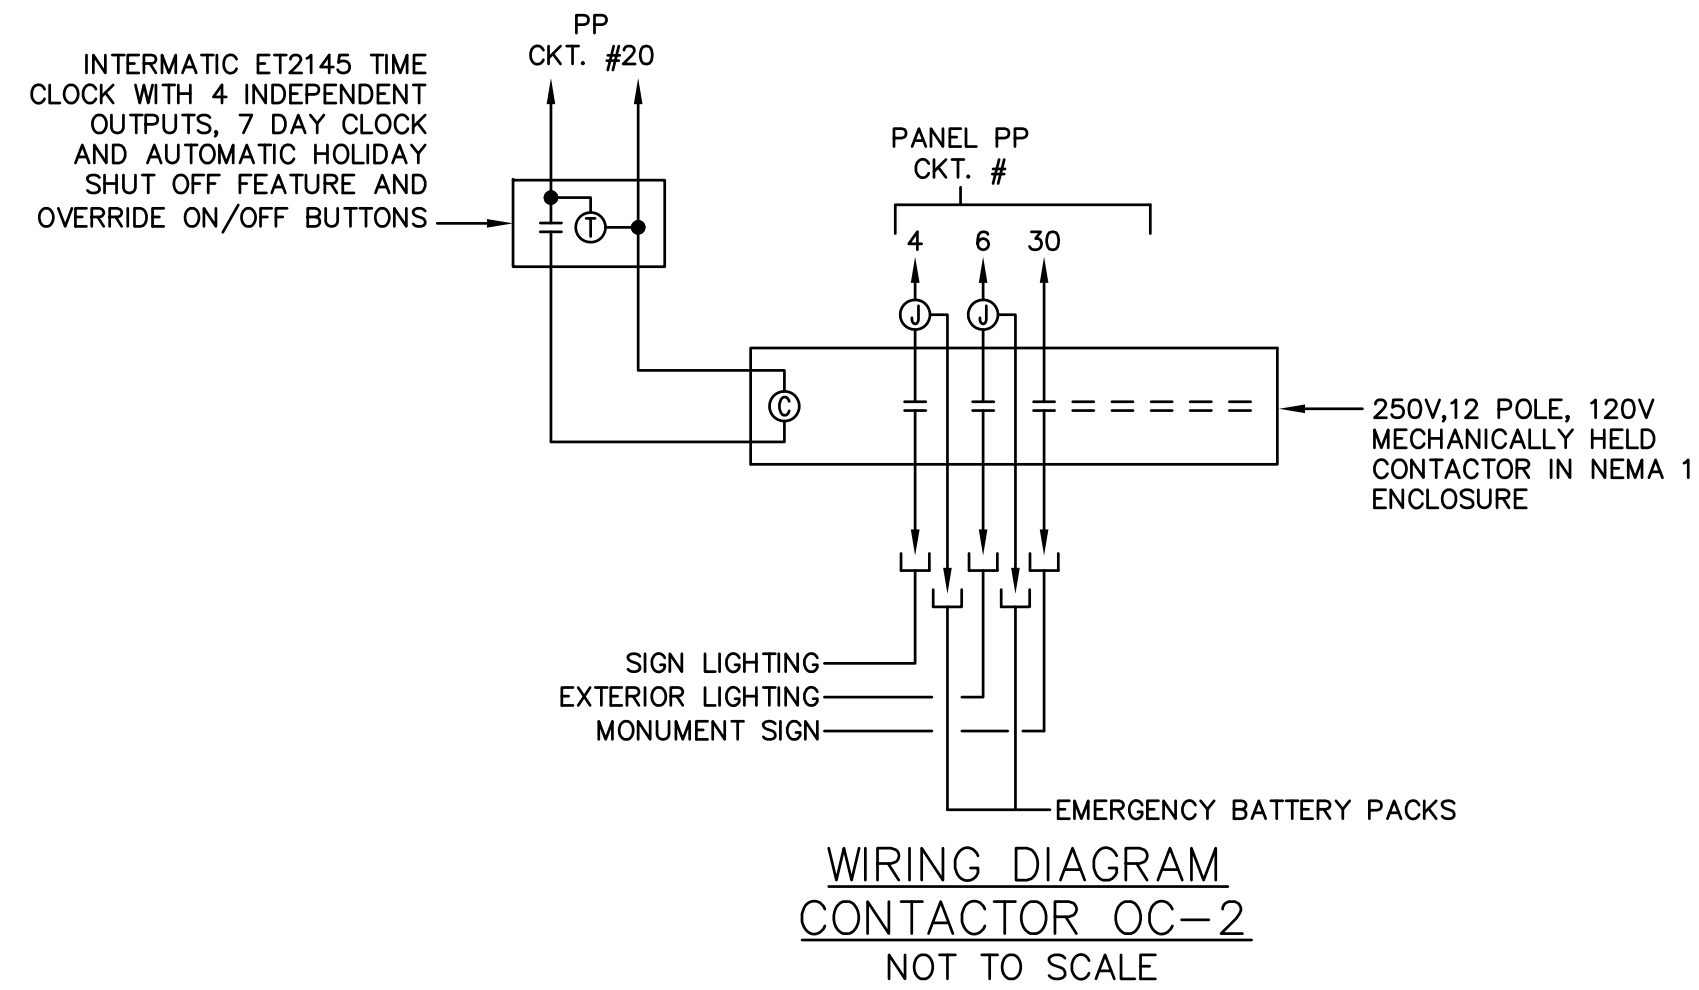 PP
CKT. #20
INTERMATIC ET2145 TIME
CLOCK WITH 4 INDEPENDENT
OUTPUTS, 7 DAY CLOCK
AND AUTOMATIC HOLIDAY
SHUT OFF FEATURE AND
OVERRIDE ON/OFF BUTTONS
T
PANEL PP
CKT. #
4 6 30
J J
C
250V,12 POLE, 120V
MECHANICALLY HELD
CONTACTOR IN NEMA 1
ENCLOSURE
SIGN LIGHTING
EXTERIOR LIGHTING
MONUMENT SIGN
EMERGENCY BATTERY PACKS
WIRING DIAGRAM
CONTACTOR OC-2
NOT TO SCALE